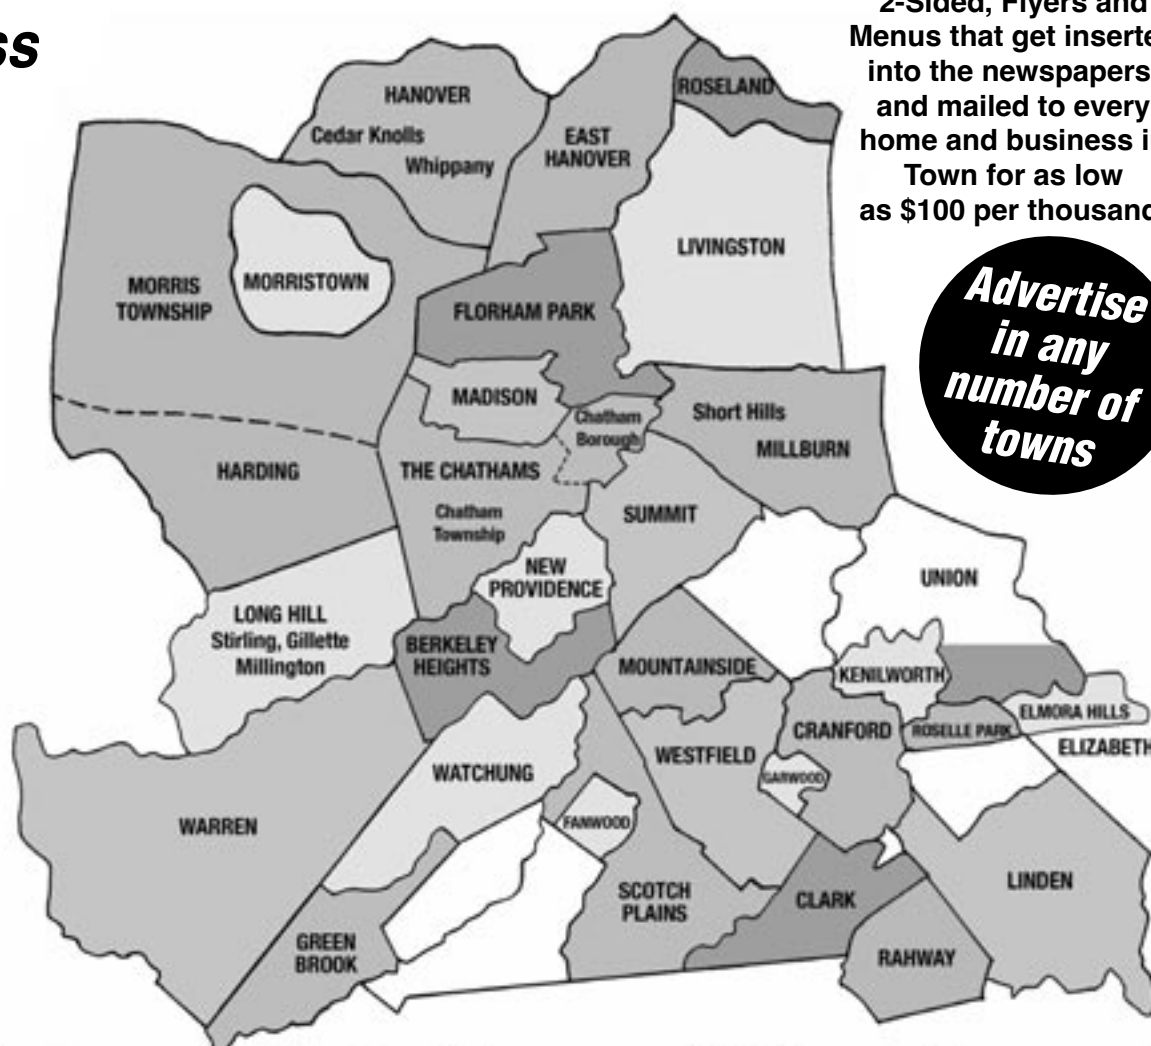 2-Sided, Flyers and
Menus that get inserte
into the newspapers
and mailed to every
home and business i
Town for as low
as $100 per thousand
ss
Advertise
in any
number of
towns
HANOVER
Cedar Knolls
Whippany
EAST
HANOVER
ROSELAND
LIVINGSTON
MORRIS
TOWNSHIP
MORRISTOWN
FLORHAM PARK
MADISON
Chatham
Borough
Short Hills
MILLBURN
HARDING
THE CHATHAMS
Chatham
Township
SUMMIT
NEW
PROVIDENCE
UNION
LONG HILL
Stirling, Gillette
Millington
BERKELEY
HEIGHTS
MOUNTAINSIDE
KENILWORTH
ELMORA HILLS
CRANFORD
ROSELLE PARK
ELIZABETH
WESTFIELD
GARWOOD
WATCHUNG
FANWOOD
WARREN
SCOTCH
PLAINS
CLARK
LINDEN
GREEN
BROOK
RAHWAY